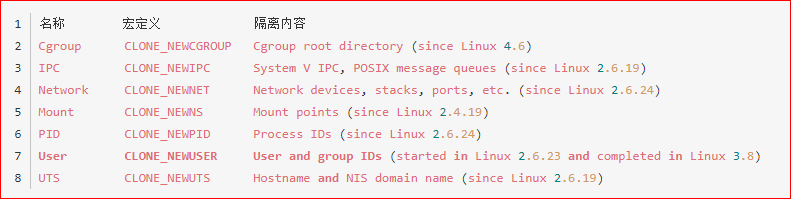 1 名称 宏定义 隔离内容
2 Cgroup CLONE_NEWCGROUP Cgroup root directory (since Linux 4.6)
3 IPC CLONE_NEWIPC System V IPC, POSIX message queues (since Linux 2.6.19)
4 Network CLONE_NEWNET Network devices, stacks, ports, etc. (since Linux 2.6.24)
5 Mount CLONE_NEWNS Mount points (since Linux 2.4.19)
6 PID CLONE_NEWPID Process IDs (since Linux 2.6.24)
7 User CLONE_NEWUSER User and group IDs (started in Linux 2.6.23 and completed in Linux 3.8)
8 UTS CLONE_NEWUTS Hostname and NIS domain name (since Linux 2.6.19)